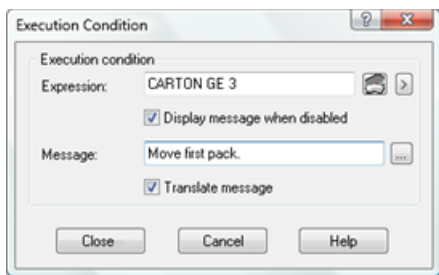 Execution Condition
Execution condition
Expression: CARTON GE 3 >
Display message when disabled
Message: Move first pack. ...
Translate message
Close Cancel Help